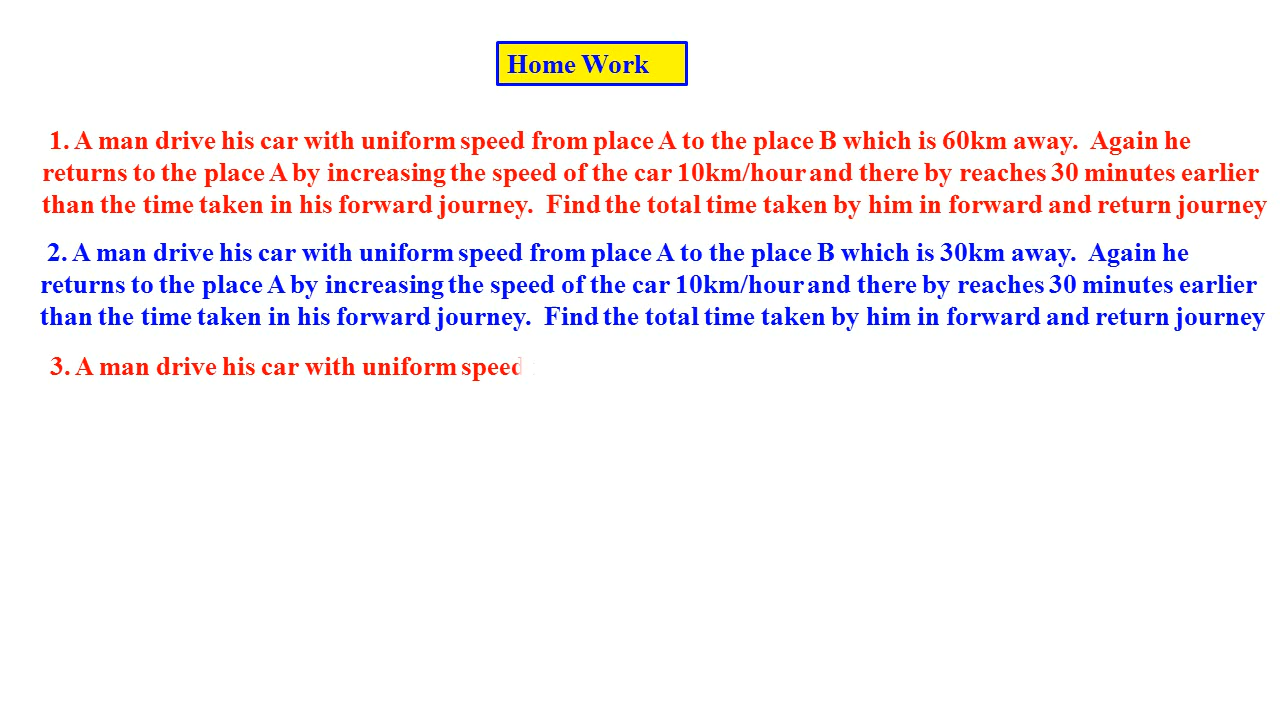 Home Work
1. A man drive his car with uniform speed from place A to the place B which is 60km away. Again he
returns to the place A by increasing the speed of the car 10km/hour and there by reaches 30 minutes earlier
than the time taken in his forward journey. Find the total time taken by him in forward and return journey
2. A man drive his car with uniform speed from place A to the place B which is 30km away. Again he
returns to the place A by increasing the speed of the car 10km/hour and there by reaches 30 minutes earlier
than the time taken in his forward journey. Find the total time taken by him in forward and return journey
3. A man drive his car with uniform speed